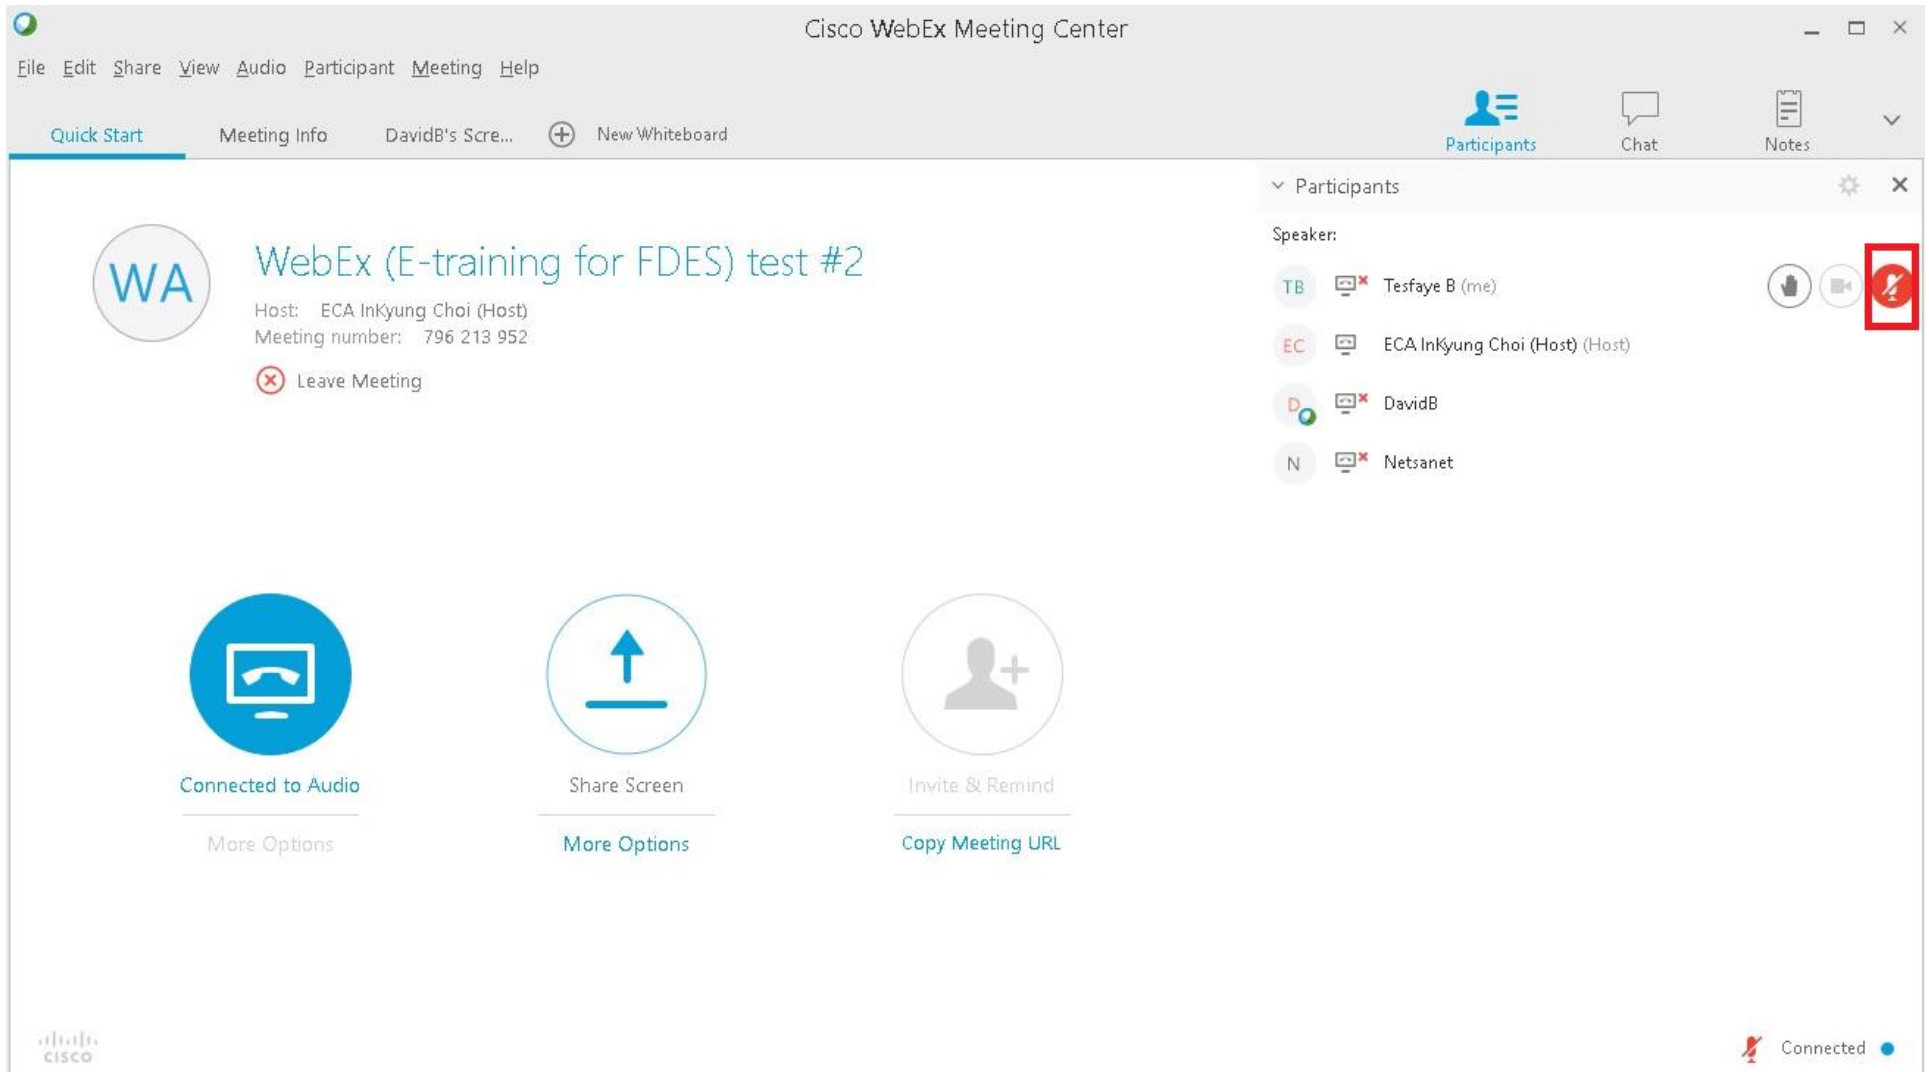 Cisco WebEx Meeting Center
File Edit Share View Audio Participant Meeting Help
Quick Start Meeting Info DavidB's Scre... New Whiteboard
Participants Chat Notes
Participants
Speaker:
WA
WebEx (E-training for FDES) test #2
Host: ECA InKyung Choi (Host)
Meeting number: 796 213 952
Leave Meeting
TB Tesfaye B (me)
EC ECA InKyung Choi (Host) (Host)
D DavidB
N Netsanet
Connected to Audio
More Options
Share Screen
More Options
Invite & Remind
Copy Meeting URL
CISCO
Connected